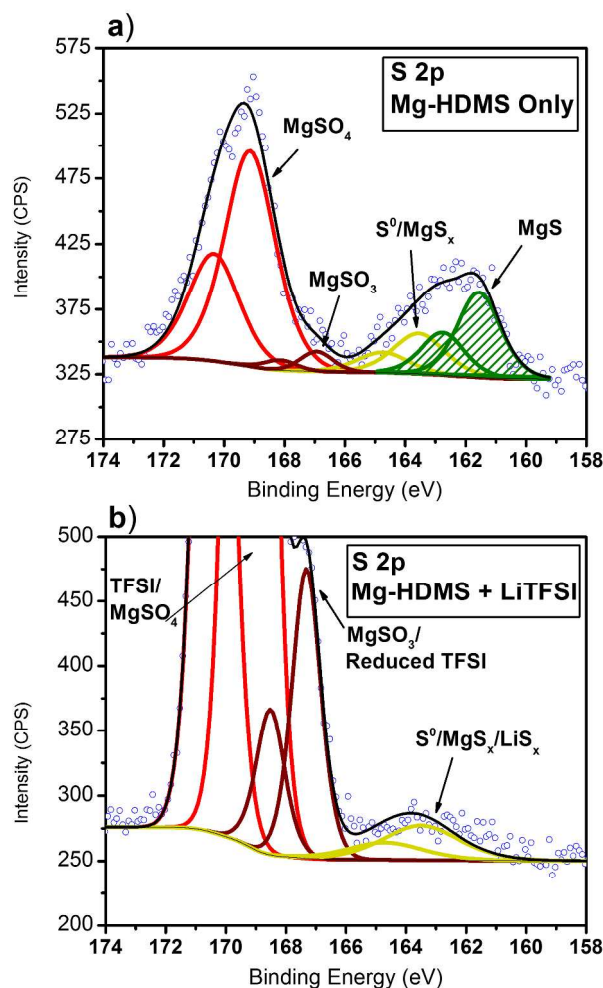 a)
S 2p
Mg-HDMS Only
MgSO₄
MgSO₃
S⁰/MgSₓ
MgS
Intensity (CPS)
575
525
475
425
375
325
275
174 172 170 168 166 164 162 160 158
Binding Energy (eV)
b)
S 2p
Mg-HDMS + LiTFSI
TFSI/
MgSO₄
MgSO₃/
Reduced TFSI
S⁰/MgSₓ/LiSₓ
Intensity (CPS)
500
450
400
350
300
250
200
174 172 170 168 166 164 162 160 158
Binding Energy (eV)